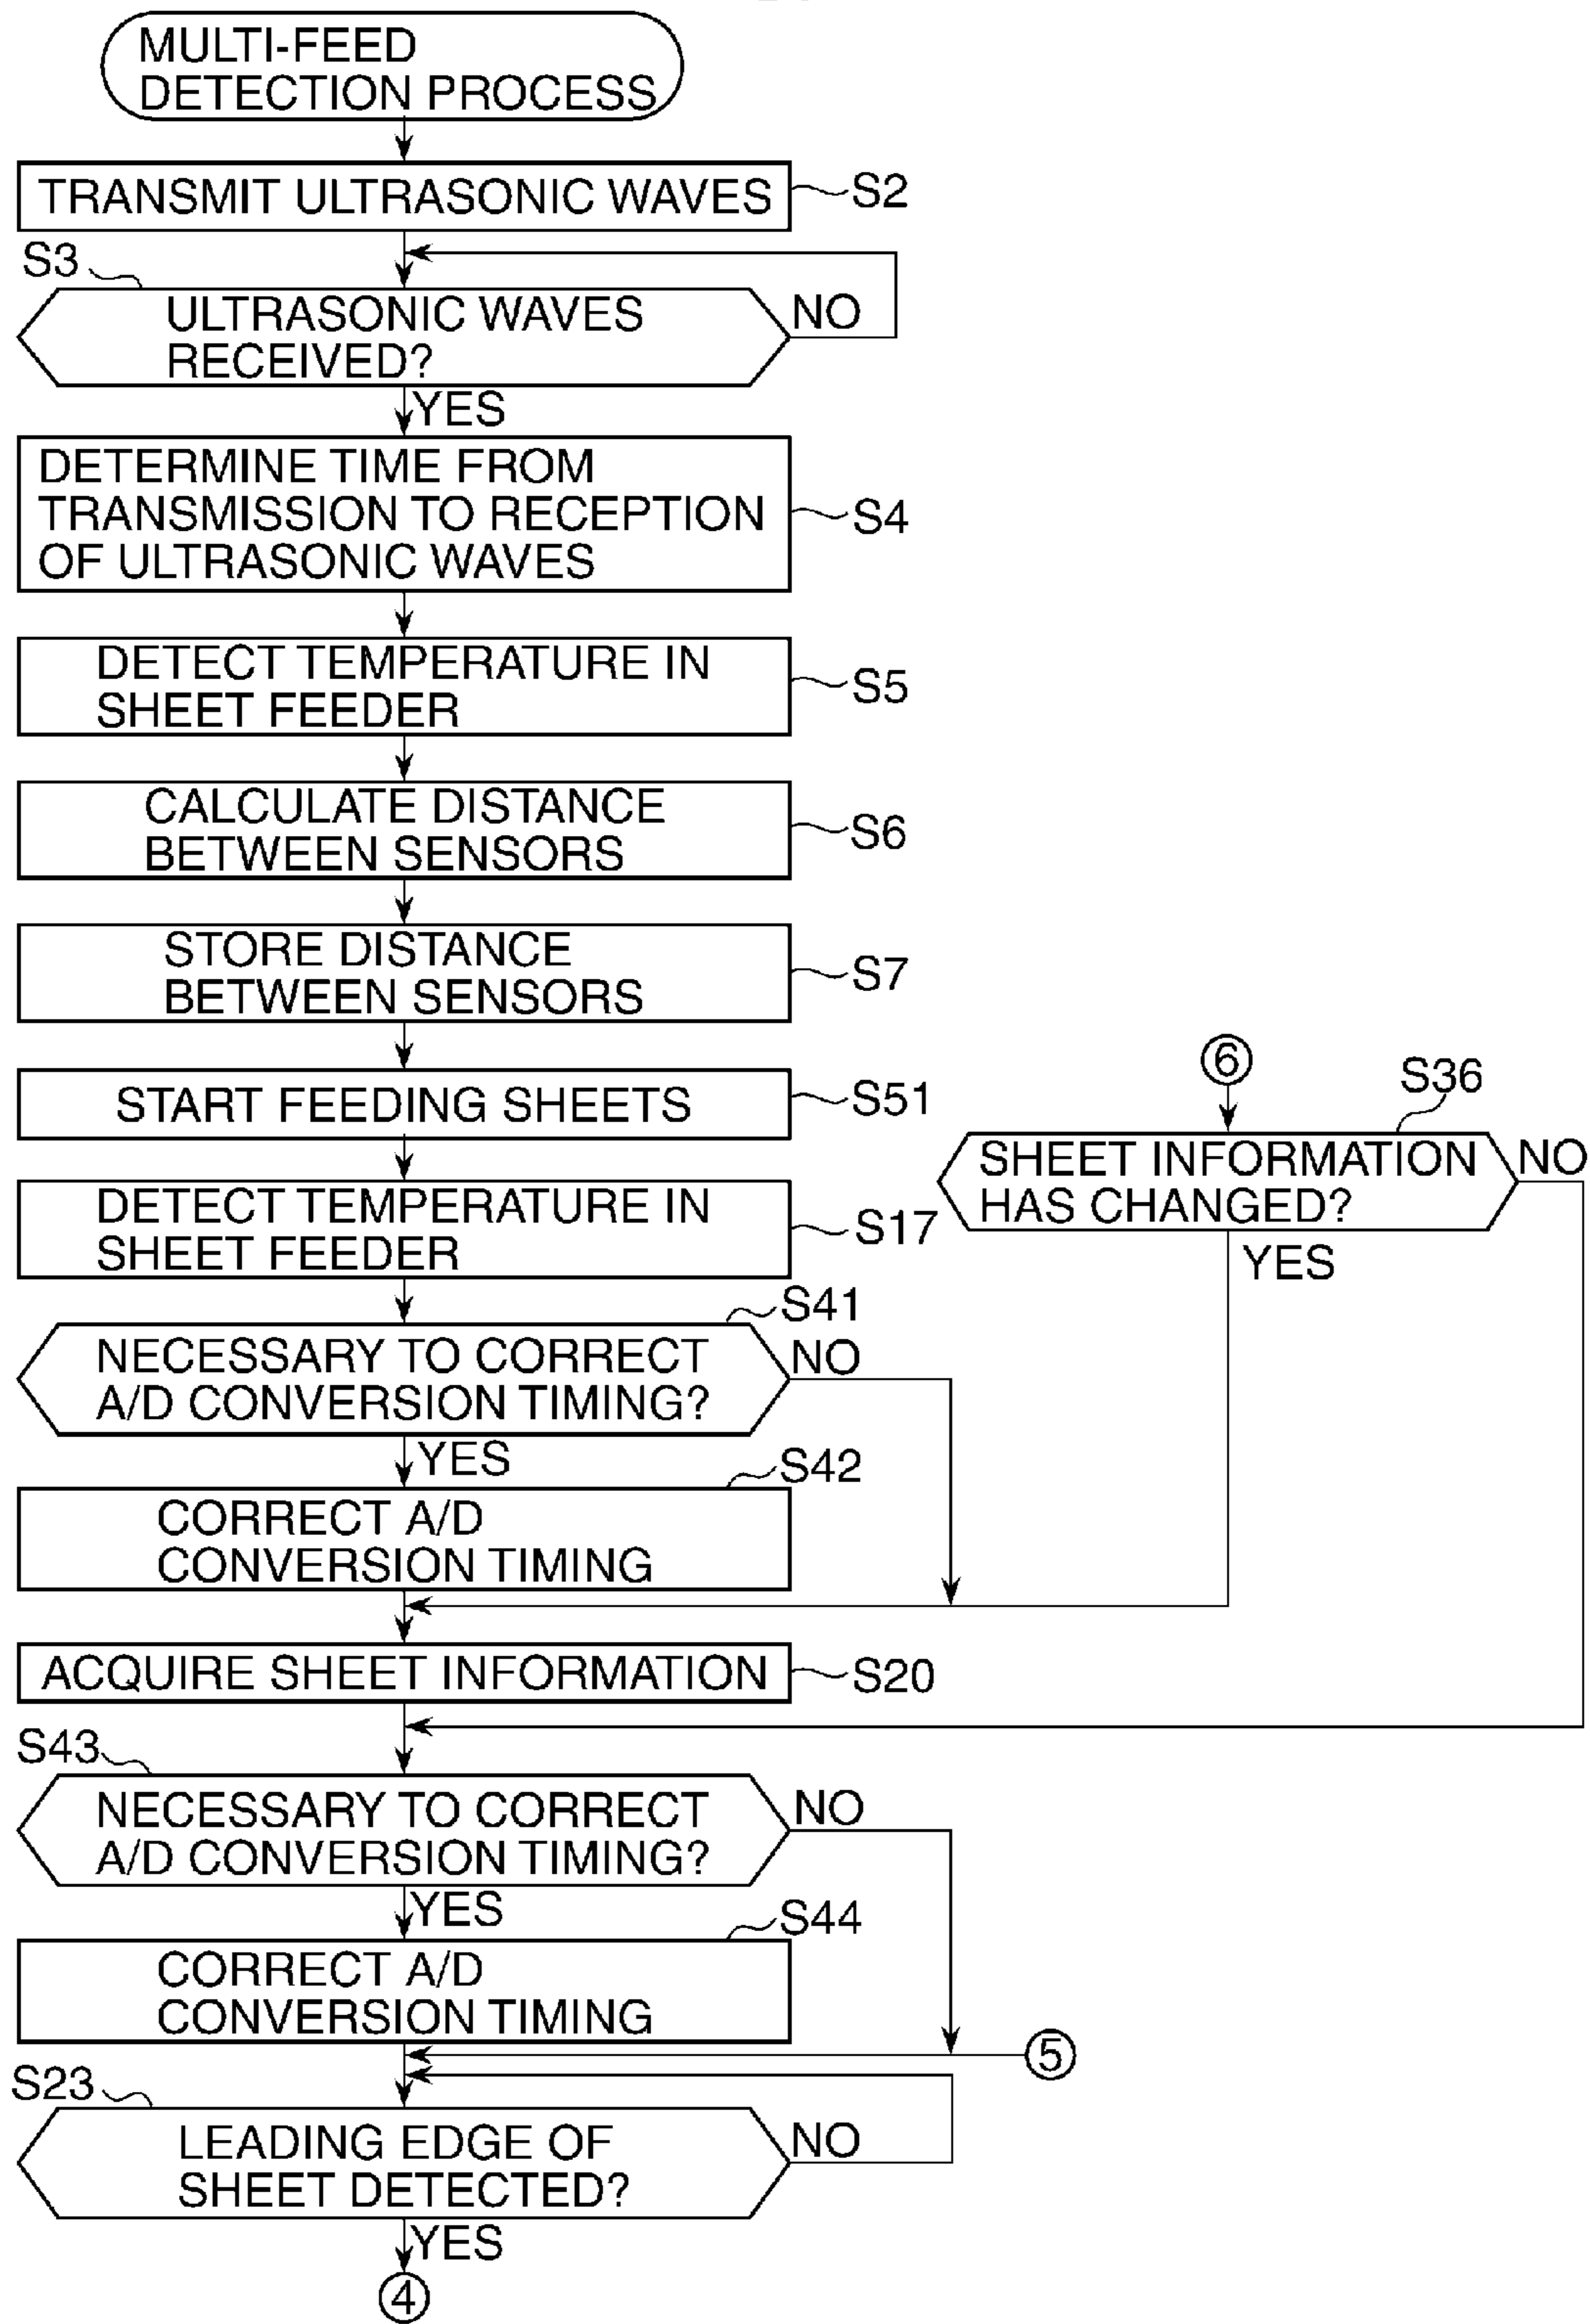 MULTI-FEED
DETECTION PROCESS
TRANSMIT ULTRASONIC WAVES
S2
S3
ULTRASONIC WAVES
RECEIVED?
NO
YES
DETERMINE TIME FROM
TRANSMISSION TO RECEPTION
OF ULTRASONIC WAVES
S4
DETECT TEMPERATURE IN
SHEET FEEDER
S5
CALCULATE DISTANCE
BETWEEN SENSORS
S6
STORE DISTANCE
BETWEEN SENSORS
S7
START FEEDING SHEETS
S51
6
S36
SHEET INFORMATION
HAS CHANGED?
NO
YES
DETECT TEMPERATURE IN
SHEET FEEDER
S17
S41
NECESSARY TO CORRECT
A/D CONVERSION TIMING?
NO
YES
S42
CORRECT A/D
CONVERSION TIMING
ACQUIRE SHEET INFORMATION
S20
S43
NECESSARY TO CORRECT
A/D CONVERSION TIMING?
NO
YES
S44
CORRECT A/D
CONVERSION TIMING
5
S23
LEADING EDGE OF
SHEET DETECTED?
NO
YES
4